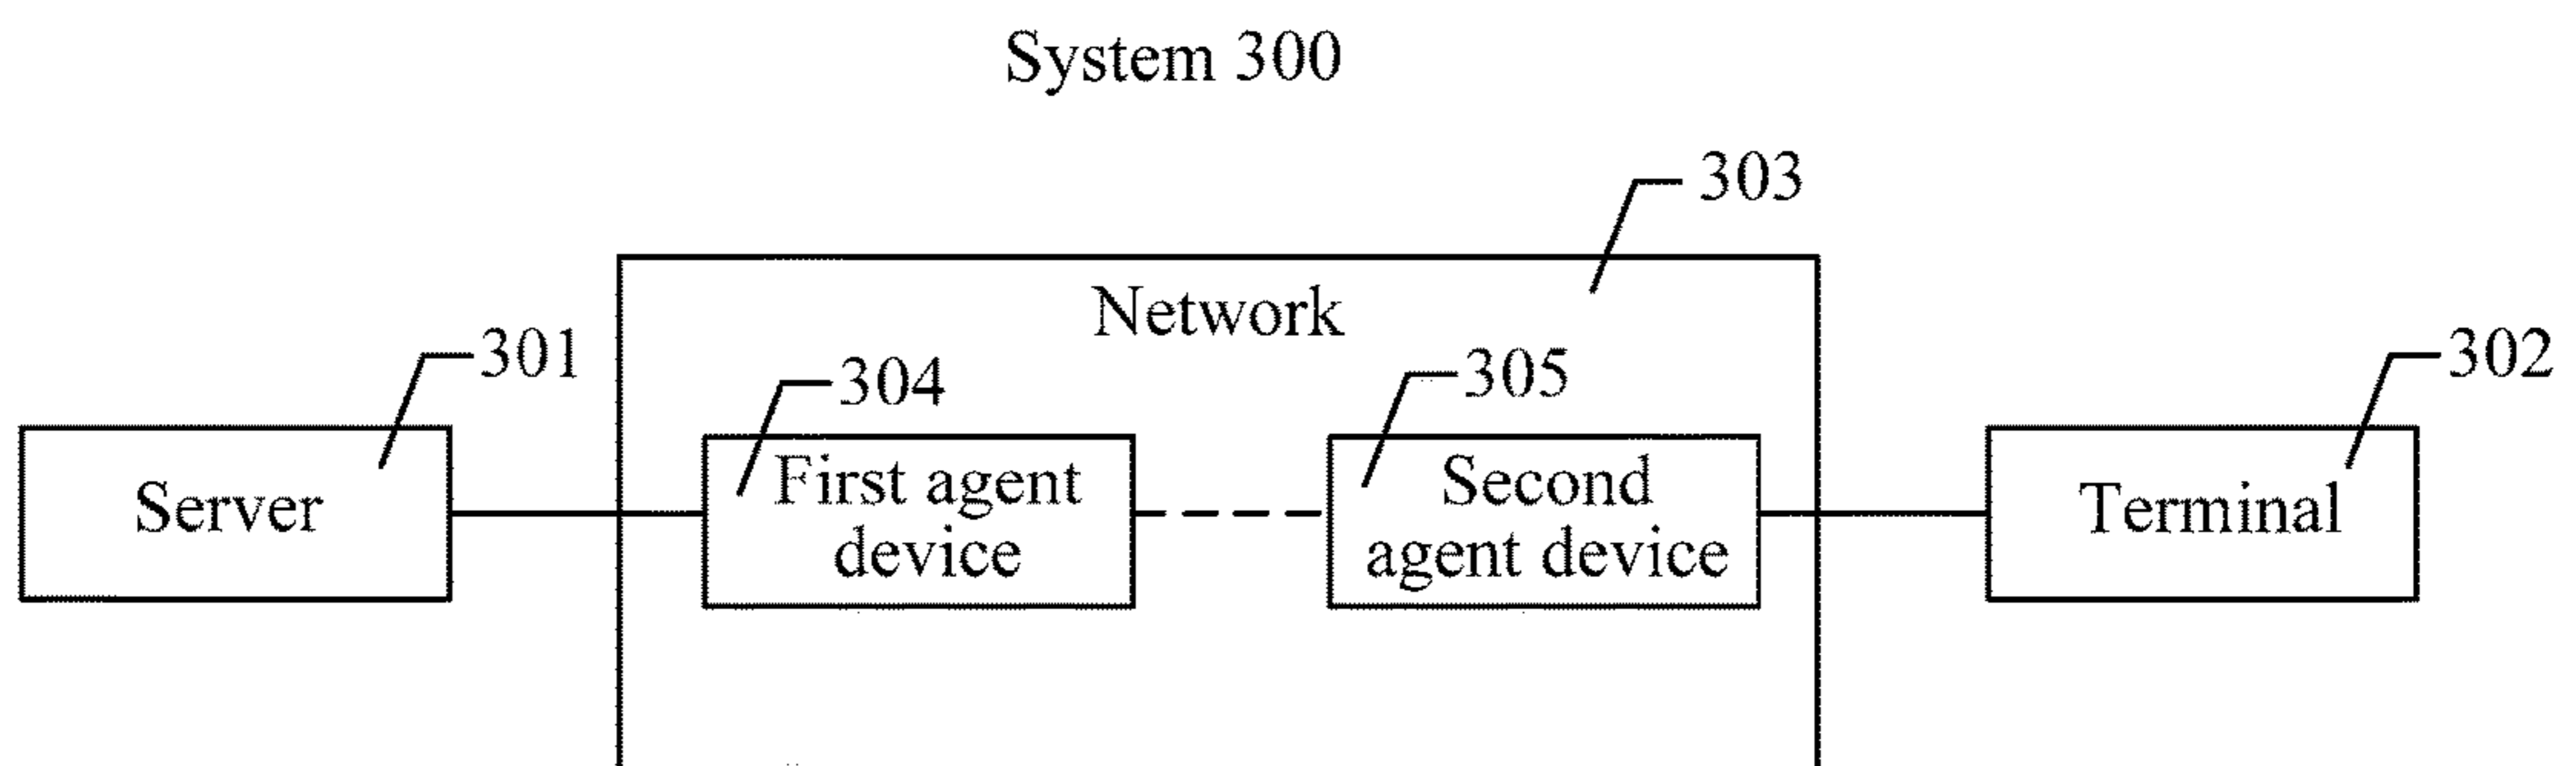 System 300
303
Network
301
304
305
302
Server
First agent
device
Second
agent device
Terminal